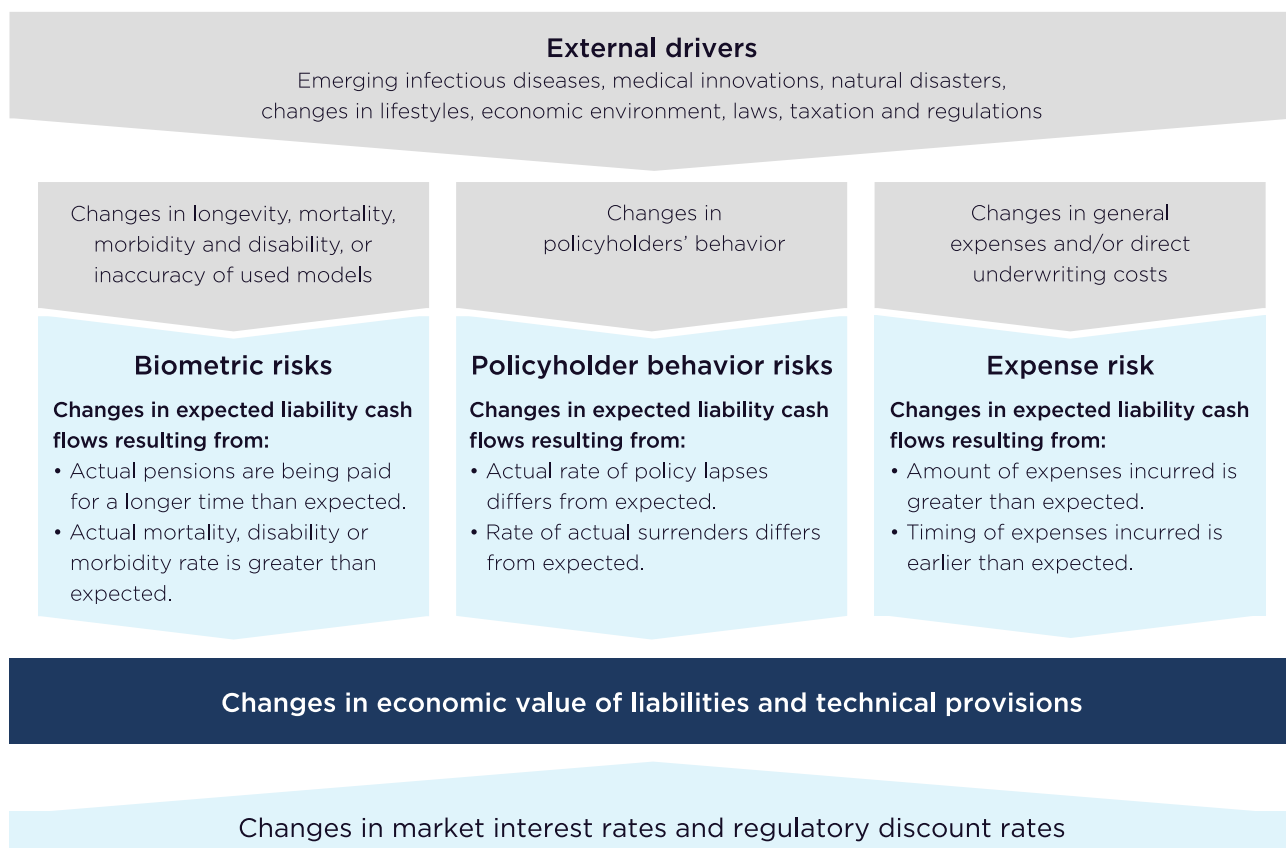 External drivers
Emerging infectious diseases, medical innovations, natural disasters,
changes in lifestyles, economic environment, laws, taxation and regulations
Changes in longevity, mortality,
morbidity and disability, or
inaccuracy of used models
Changes in
policyholders’ behavior
Changes in general
expenses and/or direct
underwriting costs
Biometric risks
Changes in expected liability cash
flows resulting from:
• Actual pensions are being paid
for a longer time than expected.
• Actual mortality, disability or
morbidity rate is greater than
expected.
Policyholder behavior risks
Changes in expected liability cash
flows resulting from:
• Actual rate of policy lapses
differs from expected.
• Rate of actual surrenders differs
from expected.
Expense risk
Changes in expected liability cash
flows resulting from:
• Amount of expenses incurred is
greater than expected.
• Timing of expenses incurred is
earlier than expected.
Changes in economic value of liabilities and technical provisions
Changes in market interest rates and regulatory discount rates